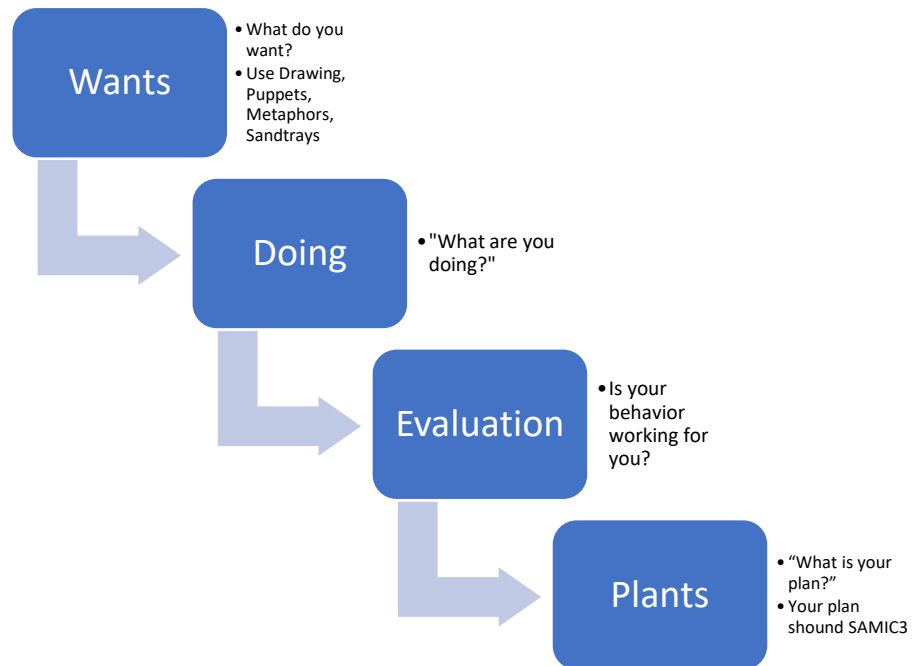 Wants
• What do you
want?
• Use Drawing,
Puppets,
Metaphors,
Sandtrays
Doing
• "What are you
doing?"
Evaluation
• Is your
behavior
working for
you?
Plants
• “What is your
plan?”
• Your plan
shound SAMIC3